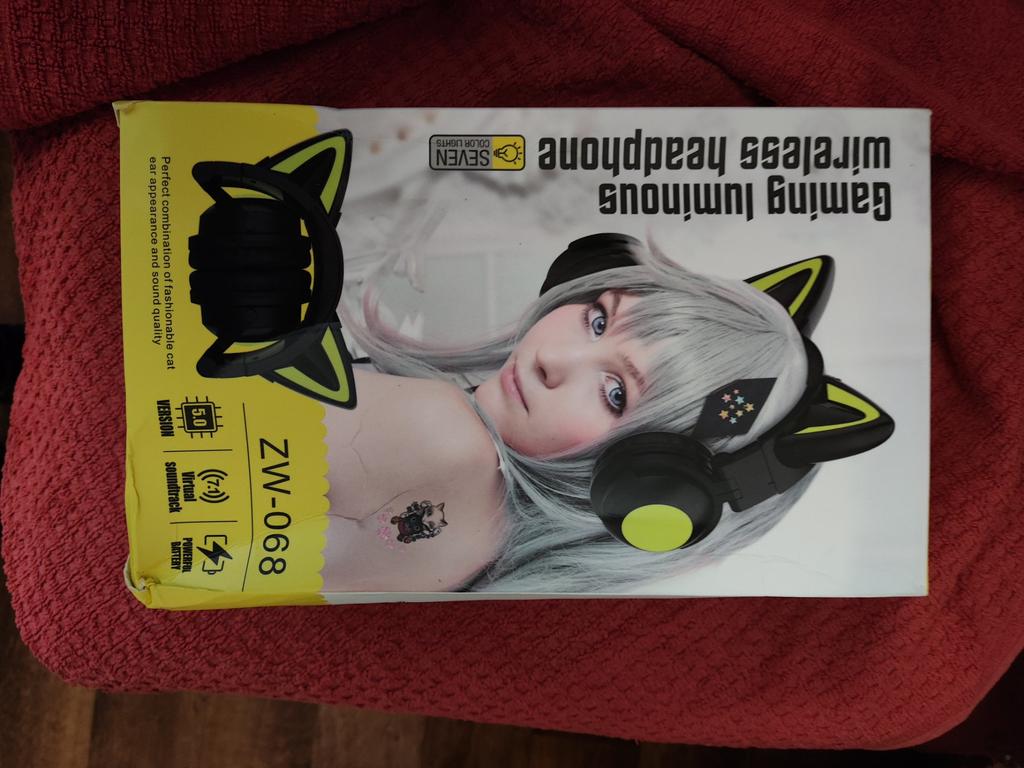 Gaming luminous
wireless headphone
SEVEN
COLOR LIGHTS
ZW-068
5.0
VERSION
7.1
Virtual
soundtrack
POWERFUL
BATTERY
Perfect combination of fashionable cat
ear appearance and sound quality